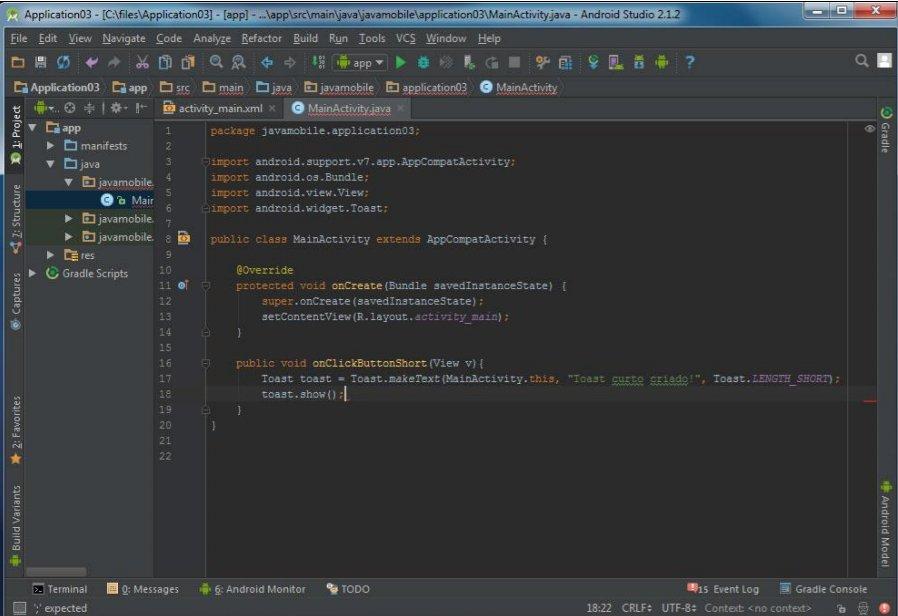 Application03 - [C:\files\Application03] - [app] - ...\app\src\main\java\javamobile\application03\MainActivity.java - Android Studio 2.1.2
File Edit View Navigate Code Analyze Refactor Build Run Tools VCS Window Help
app
Application03 app src main java javamobile application03 MainActivity
activity_main.xml MainActivity.java
1: Project
7: Structure
Captures
2: Favorites
Build Variants
app
manifests
java
javamobile.
Mair
javamobile.
javamobile.
res
Gradle Scripts
1 package javamobile.application03;
2
3 import android.support.v7.app.AppCompatActivity;
4 import android.os.Bundle;
5 import android.view.View;
6 import android.widget.Toast;
7
8 public class MainActivity extends AppCompatActivity {
9
10 @Override
11 protected void onCreate(Bundle savedInstanceState) {
12 super.onCreate(savedInstanceState);
13 setContentView(R.layout.activity_main);
14 }
15
16 public void onClickButtonShort(View v){
17 Toast toast = Toast.makeText(MainActivity.this, "Toast curto criado!", Toast.LENGTH_SHORT);
18 toast.show();
19 }
20 }
21
22
Gradle
Android Model
Terminal 0: Messages 6: Android Monitor TODO 15 Event Log Gradle Console
';' expected 18:22 CRLF UTF-8 Context: <no context>